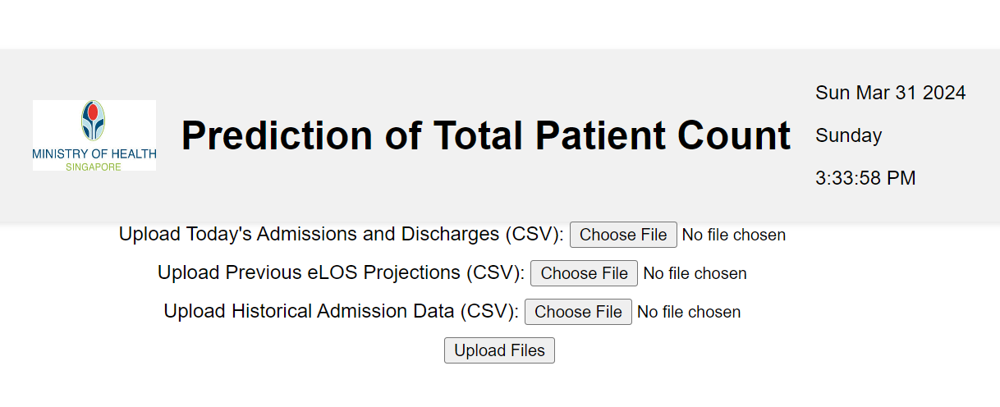 MINISTRY OF HEALTH
SINGAPORE
Prediction of Total Patient Count
Sun Mar 31 2024
Sunday
3:33:58 PM
Upload Today's Admissions and Discharges (CSV): Choose File No file chosen
Upload Previous eLOS Projections (CSV): Choose File No file chosen
Upload Historical Admission Data (CSV): Choose File No file chosen
Upload Files